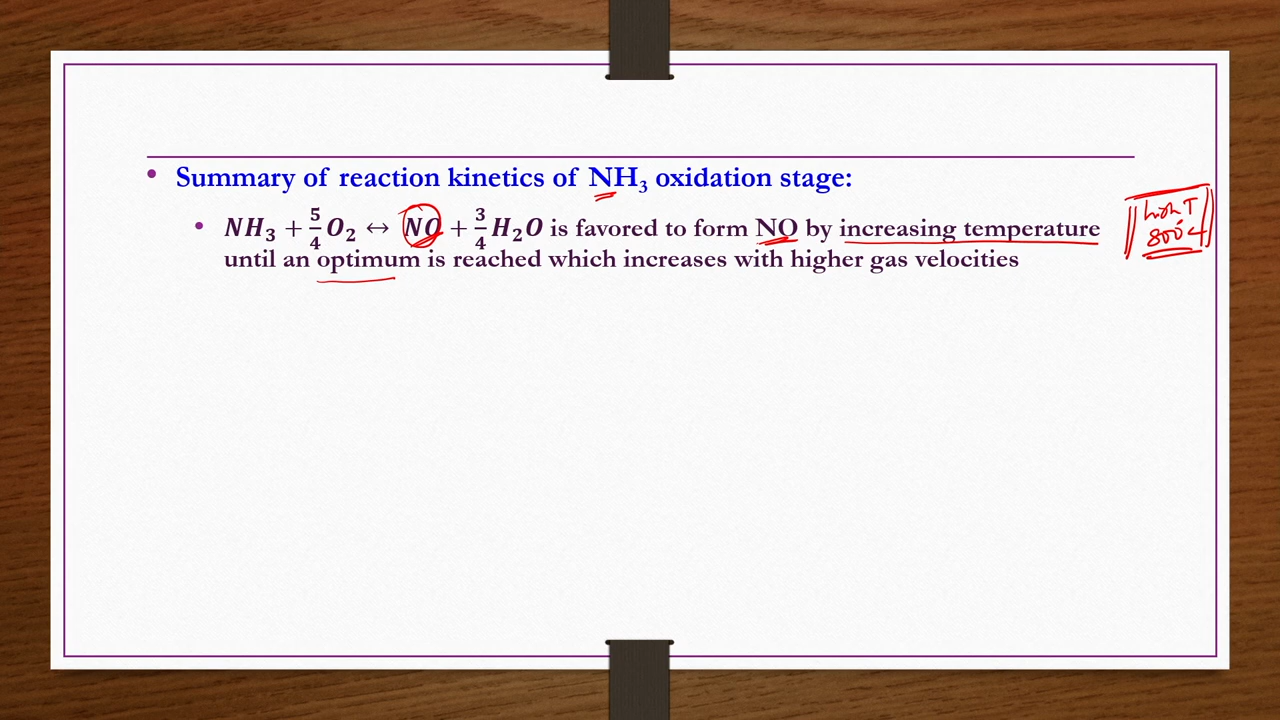 • Summary of reaction kinetics of NH₃ oxidation stage:
• NH₃ + 5/4 O₂ ↔ NO + 3/4 H₂O is favored to form NO by increasing temperature
until an optimum is reached which increases with higher gas velocities
high T
800°C